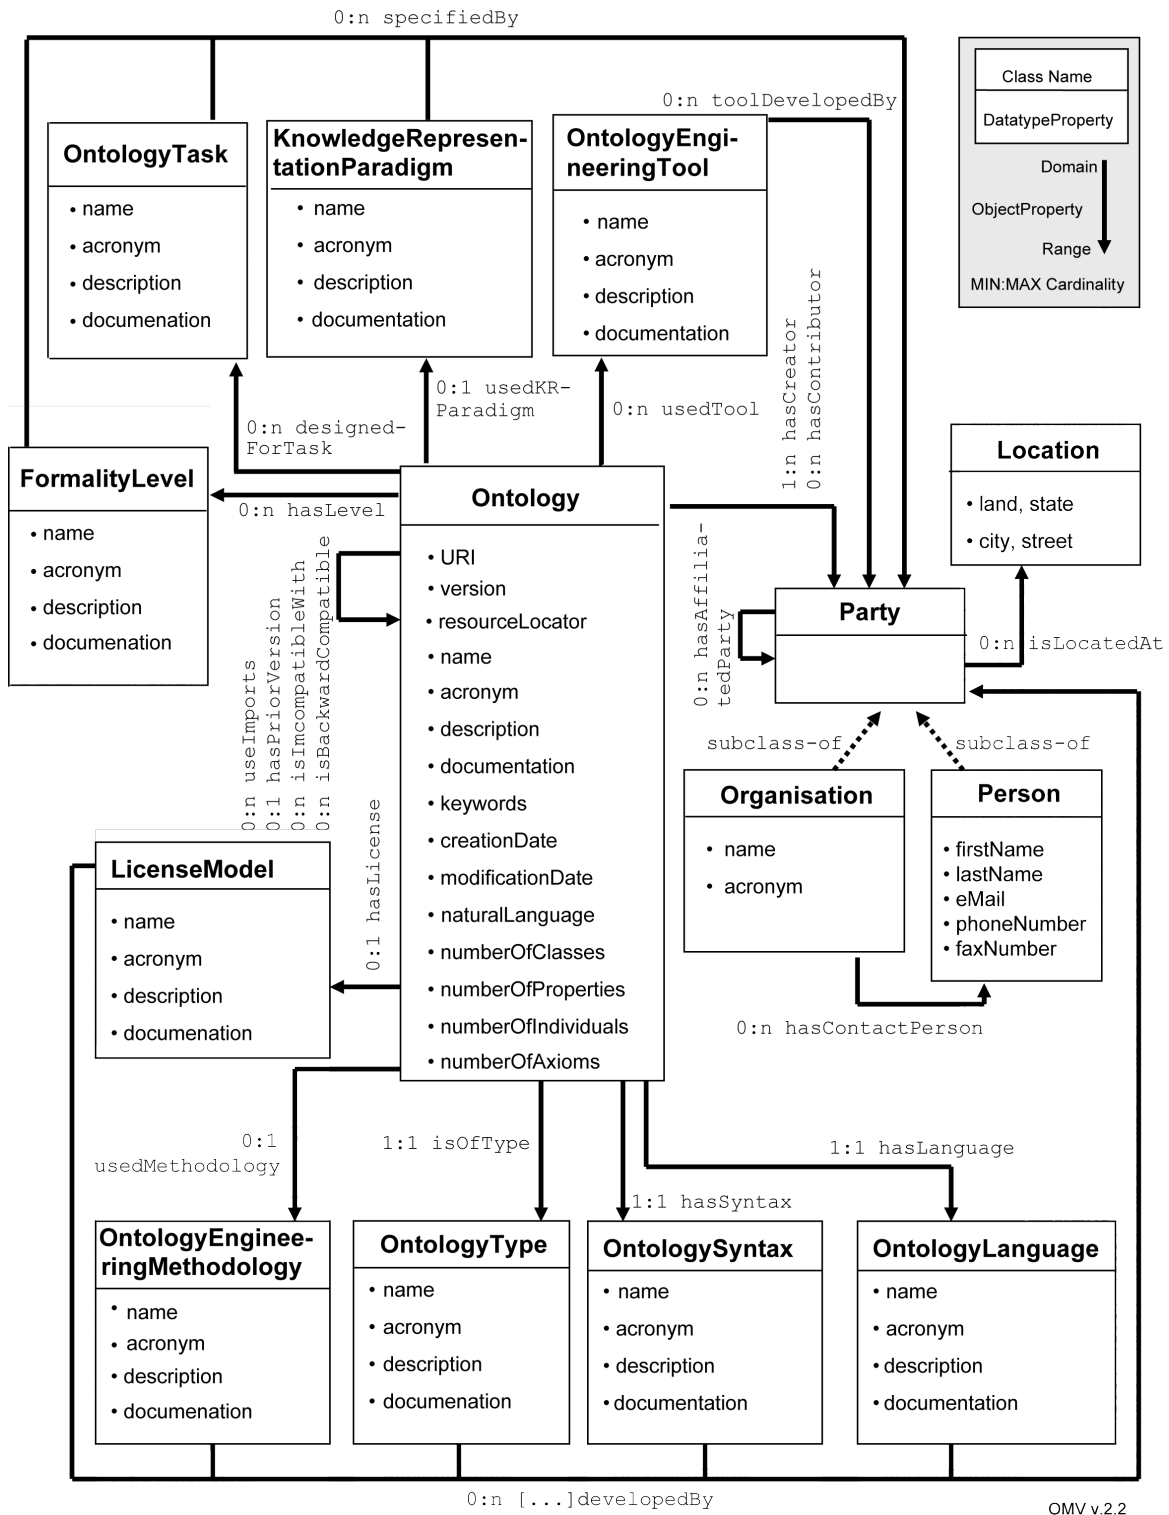 0:n specifiedBy
Class Name
DatatypeProperty
Domain
ObjectProperty
Range
MIN:MAX Cardinality
0:n toolDevelopedBy
OntologyTask
• name
• acronym
• description
• documenation
KnowledgeRepresen-
tationParadigm
• name
• acronym
• description
• documentation
OntologyEngi-
neeringTool
• name
• acronym
• description
• documentation
1:n hasCreator
0:n hasContributor
0:n designed-
ForTask
0:1 usedKR-
Paradigm
0:n usedTool
FormalityLevel
• name
• acronym
• description
• documenation
0:n hasLevel
Ontology
• URI
• version
• resourceLocator
• name
• acronym
• description
• documentation
• keywords
• creationDate
• modificationDate
• naturalLanguage
• numberOfClasses
• numberOfProperties
• numberOfIndividuals
• numberOfAxioms
Location
• land, state
• city, street
0:n useImports
0:1 hasPriorVersion
0:n isImcompatibleWith
0:n isBackwardCompatible
0:n hasAffilia-
tedParty
Party
0:n isLocatedAt
subclass-of
subclass-of
Organisation
• name
• acronym
Person
• firstName
• lastName
• eMail
• phoneNumber
• faxNumber
0:n hasContactPerson
0:1 hasLicense
LicenseModel
• name
• acronym
• description
• documenation
0:1
usedMethodology
1:1 isOfType
1:1 hasSyntax
1:1 hasLanguage
OntologyEnginee-
ringMethodology
• name
• acronym
• description
• documenation
OntologyType
• name
• acronym
• description
• documenation
OntologySyntax
• name
• acronym
• description
• documentation
OntologyLanguage
• name
• acronym
• description
• documentation
0:n [...]developedBy
OMV v.2.2